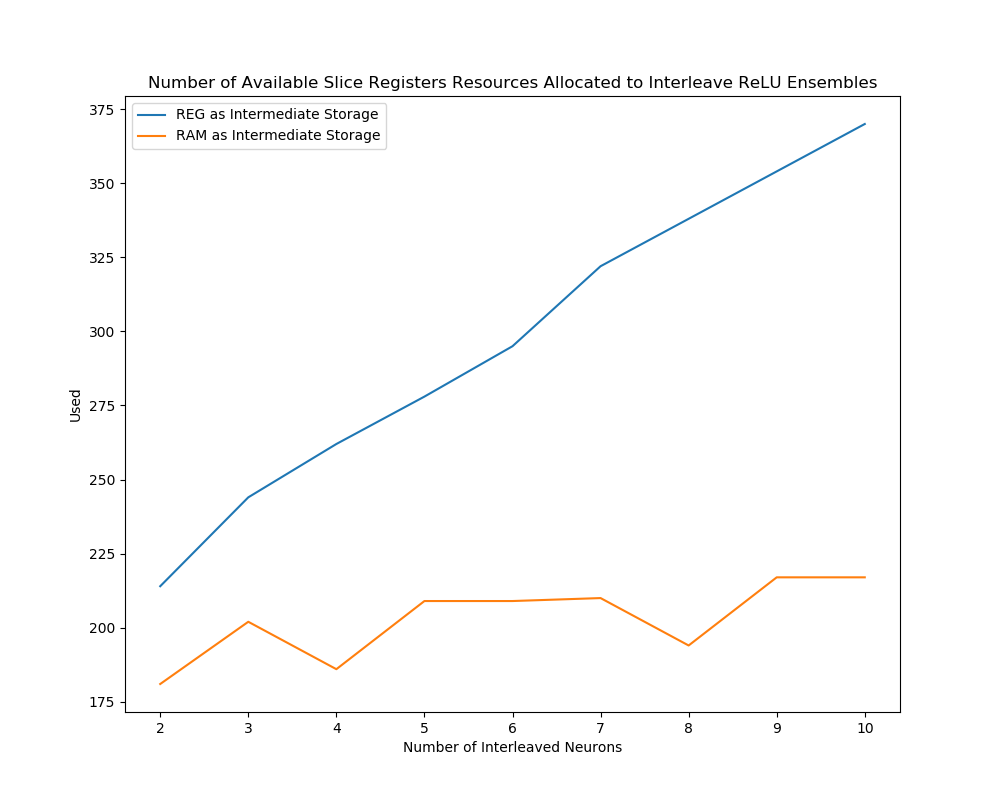 Number of Available Slice Registers Resources Allocated to Interleave ReLU Ensembles
REG as Intermediate Storage
RAM as Intermediate Storage
375
350
325
300
275
250
225
200
175
Used
2 3 4 5 6 7 8 9 10
Number of Interleaved Neurons